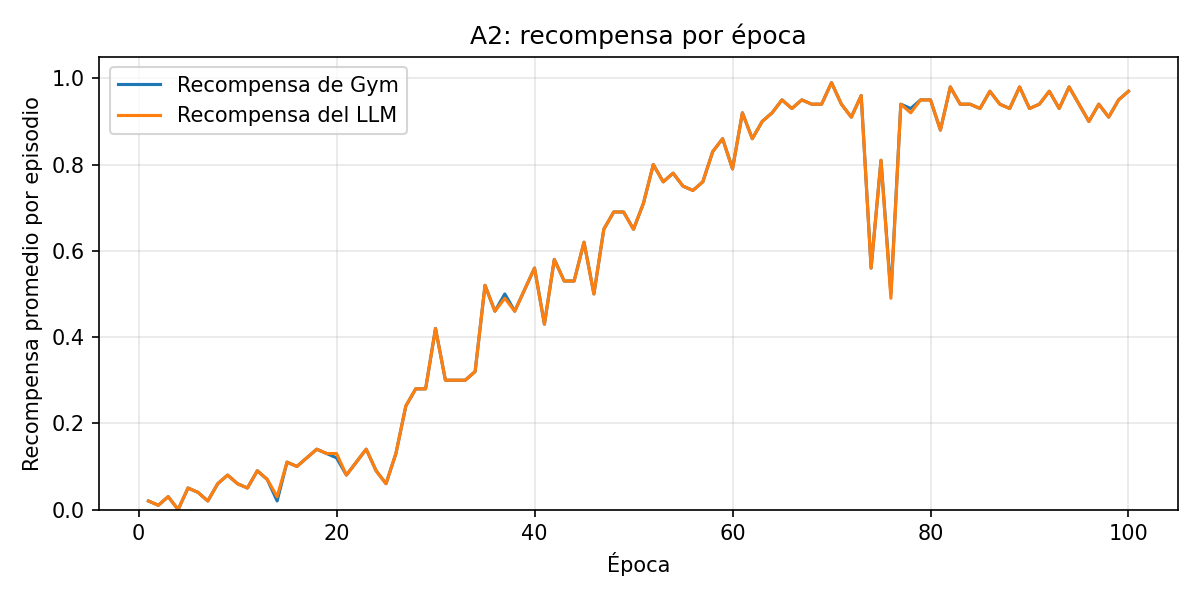 A2: recompensa por época
Recompensa de Gym
Recompensa del LLM
Recompensa promedio por episodio
1.0
0.8
0.6
0.4
0.2
0.0
0 20 40 60 80 100
Época